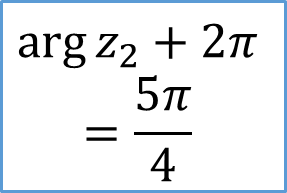 arg z₂ + 2π
= 5π/4